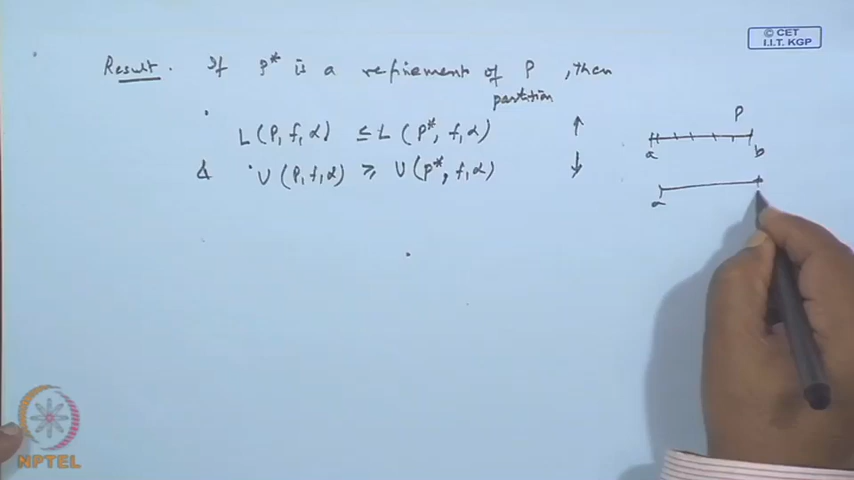 © CET
I.I.T. KGP
Result. If P* is a refinement of P, then
partition
L(P, f, α) ≤ L(P*, f, α) ↑
& U(P, f, α) ≥ U(P*, f, α) ↓
P
a b
a
NPTEL